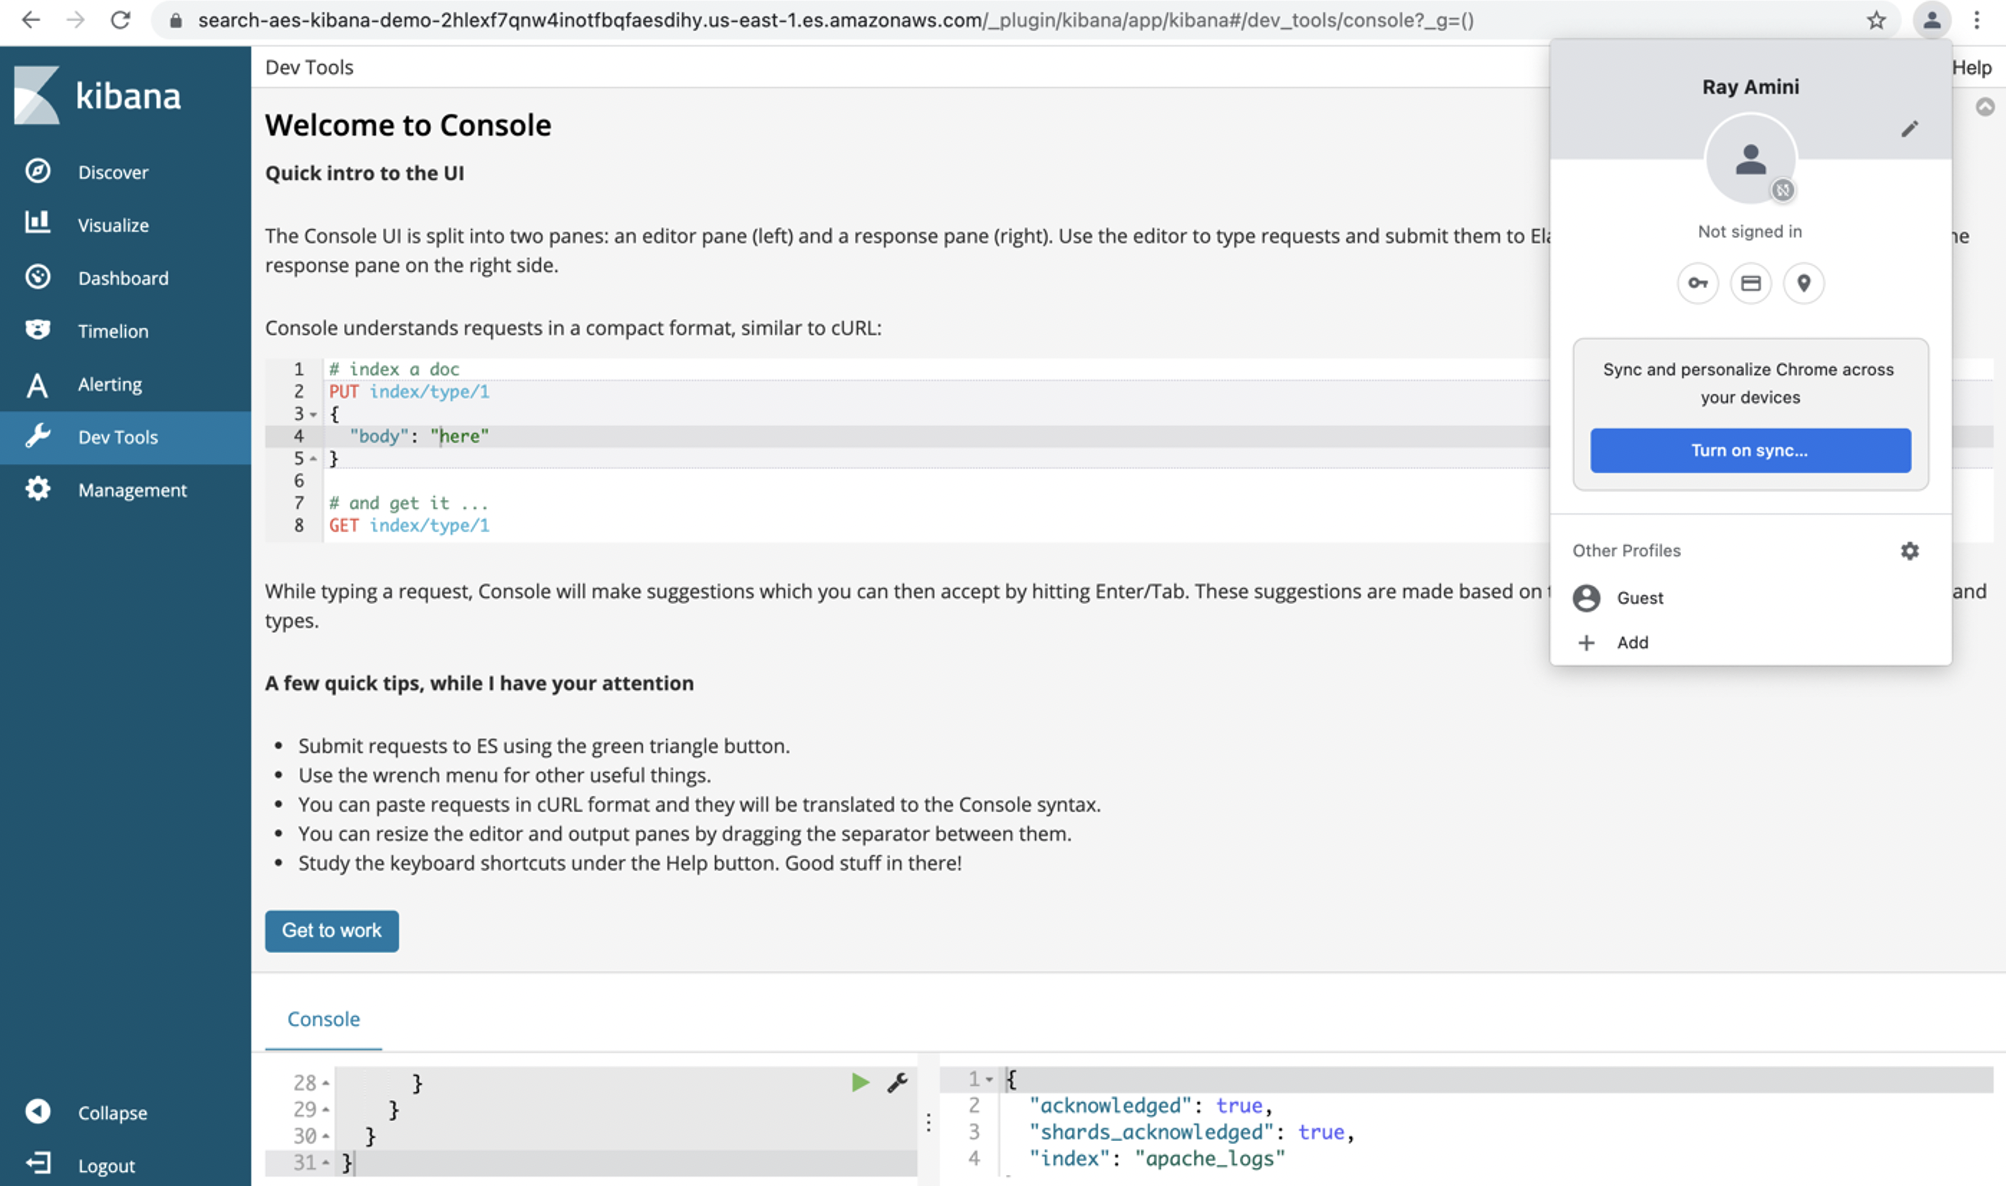 search-aes-kibana-demo-2hlexf7qnw4inotfbqfaesdihy.us-east-1.es.amazonaws.com/_plugin/kibana/app/kibana#/dev_tools/console?_g=()
kibana
Discover
Visualize
Dashboard
Timelion
Alerting
Dev Tools
Management
Collapse
Logout
Dev Tools
Help
Welcome to Console
Quick intro to the UI
The Console UI is split into two panes: an editor pane (left) and a response pane (right). Use the editor to type requests and submit them to Ela
response pane on the right side.
Console understands requests in a compact format, similar to cURL:
1 # index a doc
2 PUT index/type/1
3 {
4 "body": "here"
5 }
6
7 # and get it ...
8 GET index/type/1
While typing a request, Console will make suggestions which you can then accept by hitting Enter/Tab. These suggestions are made based on t and
types.
A few quick tips, while I have your attention
• Submit requests to ES using the green triangle button.
• Use the wrench menu for other useful things.
• You can paste requests in cURL format and they will be translated to the Console syntax.
• You can resize the editor and output panes by dragging the separator between them.
• Study the keyboard shortcuts under the Help button. Good stuff in there!
Get to work
Console
28 }
29 }
30 }
31 }
1 {
2 "acknowledged": true,
3 "shards_acknowledged": true,
4 "index": "apache_logs"
Ray Amini
Not signed in
Sync and personalize Chrome across
your devices
Turn on sync...
Other Profiles
Guest
Add